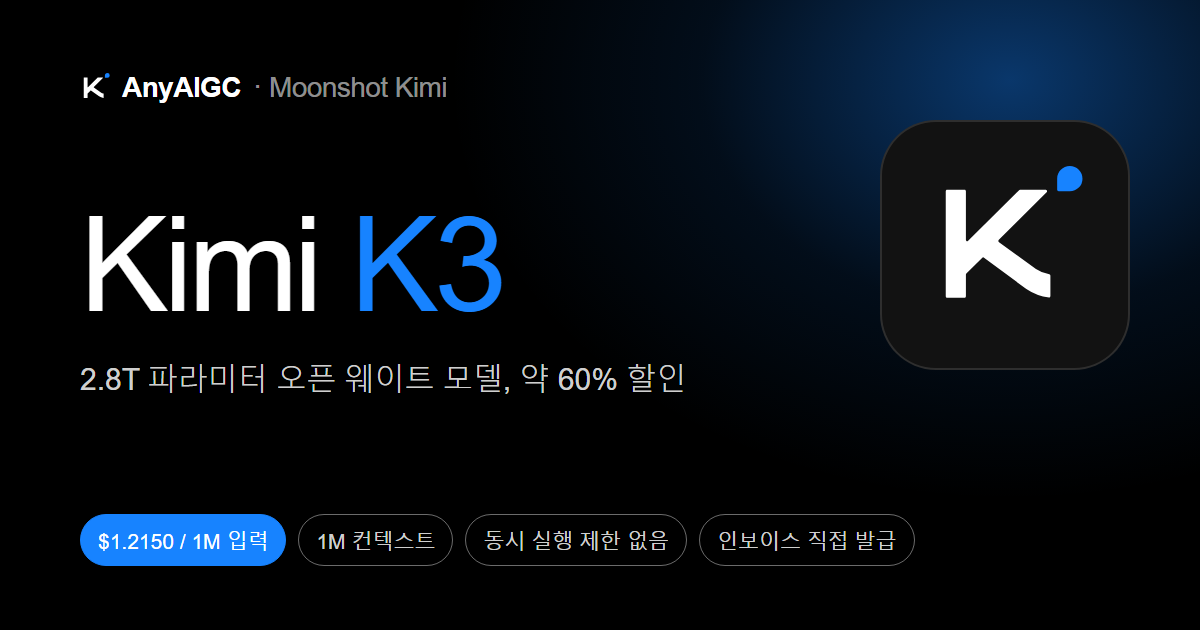 AnyAIGC · Moonshot Kimi
Kimi K3
2.8T 파라미터 오픈 웨이트 모델, 약 60% 할인
$1.2150 / 1M 입력
1M 컨텍스트
동시 실행 제한 없음
인보이스 직접 발급